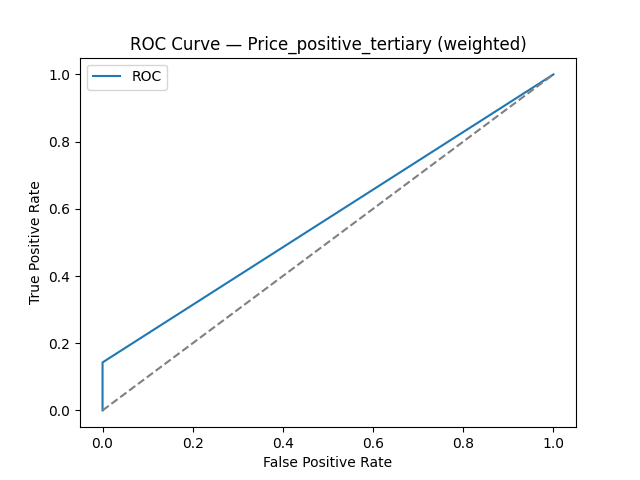 ROC Curve — Price_positive_tertiary (weighted)
ROC
True Positive Rate
1.0
0.8
0.6
0.4
0.2
0.0
0.0 0.2 0.4 0.6 0.8 1.0
False Positive Rate